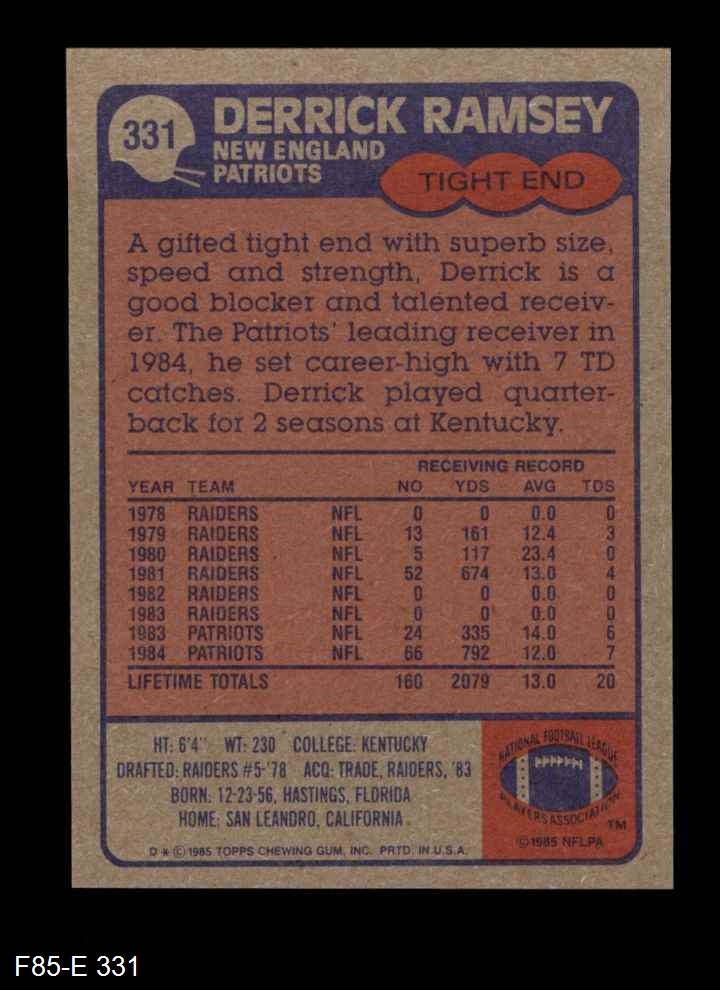 331
DERRICK RAMSEY
NEW ENGLAND
PATRIOTS
TIGHT END
A gifted tight end with superb size,
speed and strength, Derrick is a
good blocker and talented receiv-
er. The Patriots' leading receiver in
1984, he set career-high with 7 TD
catches. Derrick played quarter-
back for 2 seasons at Kentucky.
RECEIVING RECORD
YEAR TEAM NO YDS AVG TDS
1978 RAIDERS NFL 0 0 0.0 0
1979 RAIDERS NFL 13 161 12.4 3
1980 RAIDERS NFL 5 117 23.4 0
1981 RAIDERS NFL 52 674 13.0 4
1982 RAIDERS NFL 0 0 0.0 0
1983 RAIDERS NFL 0 0 0.0 0
1983 PATRIOTS NFL 24 335 14.0 6
1984 PATRIOTS NFL 66 792 12.0 7
LIFETIME TOTALS 160 2079 13.0 20
HT: 6'4" WT: 230 COLLEGE: KENTUCKY
DRAFTED: RAIDERS #5-'78 ACQ: TRADE, RAIDERS, '83
BORN: 12-23-56, HASTINGS, FLORIDA
HOME: SAN LEANDRO, CALIFORNIA
D * © 1985 TOPPS CHEWING GUM, INC. PRTD. IN U.S.A.
NATIONAL FOOTBALL LEAGUE
PLAYERS ASSOCIATION
TM
© 1985 NFLPA
F85-E 331